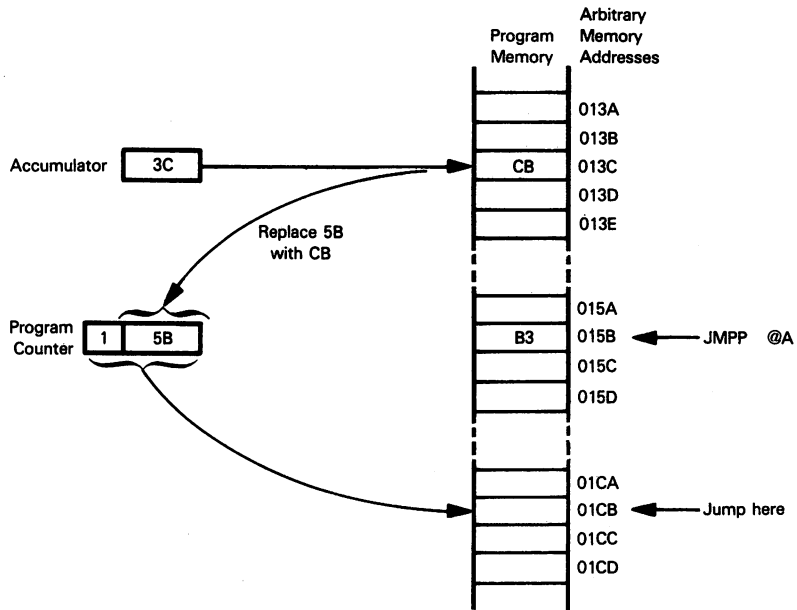 Program
Memory
Arbitrary
Memory
Addresses
013A
013B
Accumulator 3C CB 013C
013D
013E
Replace 5B
with CB
015A
Program
Counter
1 5B B3 015B JMPP @A
015C
015D
01CA
01CB Jump here
01CC
01CD